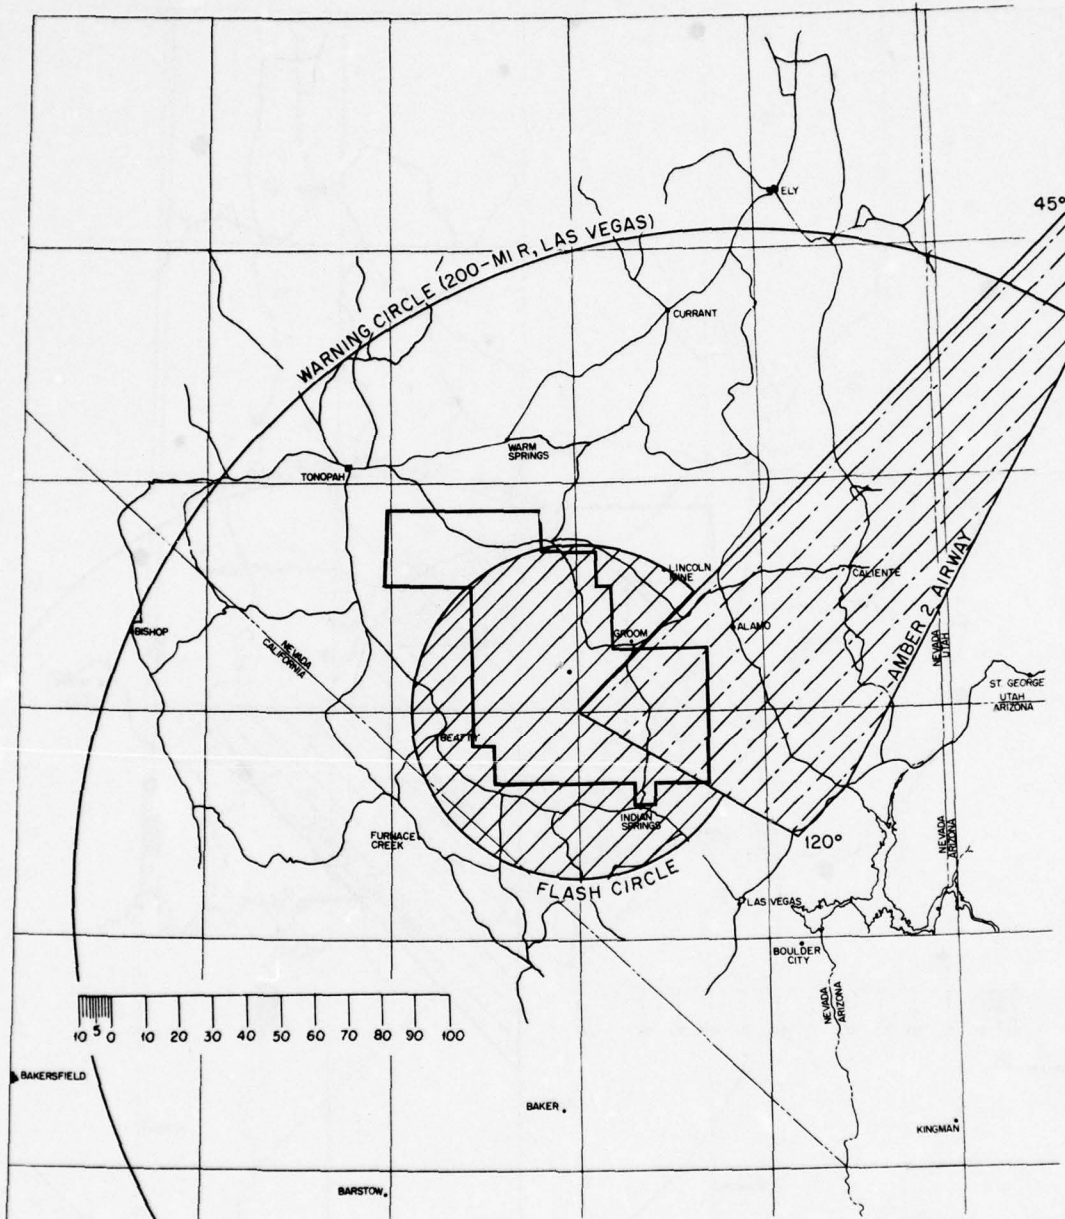 ELY
45°
WARNING CIRCLE (200-MI R, LAS VEGAS)
CURRANT
WARM
SPRINGS
TONOPAH
LINCOLN
MINE
CALIENTE
AMBER 2 AIRWAY
GROOM
ALAMO
BISHOP
NEVADA
CALIFORNIA
NEVADA
UTAH
ST. GEORGE
UTAH
ARIZONA
BEATTY
INDIAN
SPRINGS
FURNACE
CREEK
120°
NEVADA
ARIZONA
FLASH CIRCLE
LAS VEGAS
BOULDER
CITY
NEVADA
ARIZONA
10 5 0 10 20 30 40 50 60 70 80 90 100
BAKERSFIELD
BAKER
KINGMAN
BARSTOW